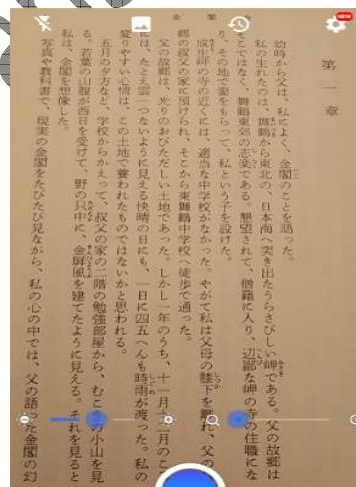 金閣
第一章
幼時から父は、私によく、金閣のことを語った。
私の生れたのは、舞鶴から東北の、日本海へ突き出たうらさびしい岬である。父の故郷は
そこではなく、舞鶴東郊の志楽である。懇望されて、僧籍に入り、辺鄙な岬の寺の住職にな
り、その地で妻をもらって、私という子を設けた。
成生岬の寺の近くには、適当な中学校がなかった。やがて私は父母の膝下を離れ、父の
郷の叔父の家に預けられ、そこから東舞鶴中学校へ徒歩で通った。
父の故郷は、光りのおびただしい土地であった。しかし一年のうち、十一月十二月のこ
には、たとえ雲一つないように見える快晴の日にも、一日に四五へんも時雨が渡った。私の
変りやすい心情は、この土地で養われたものではないかと思われる。
五月の夕方など、学校からかえって、叔父の家の二階の勉強部屋から、むこうの小山を見
る。若葉の山腹が西日を受けて、野の只中に、金屏風を建てたように見える。それを見ると
私は、金閣を想像した。
写真や教科書で、現実の金閣をたびたび見ながら、私の心の中では、父の語った金閣の幻
NEW